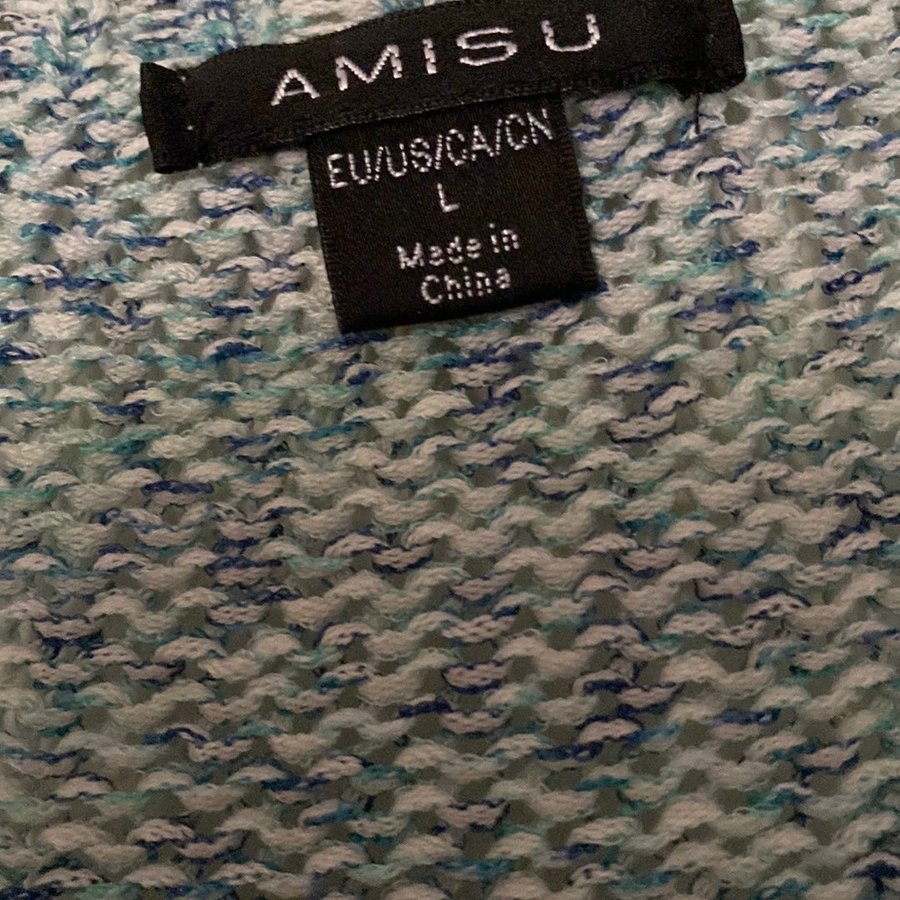 AMISU
EU/US/CA/CN
L
Made in
China